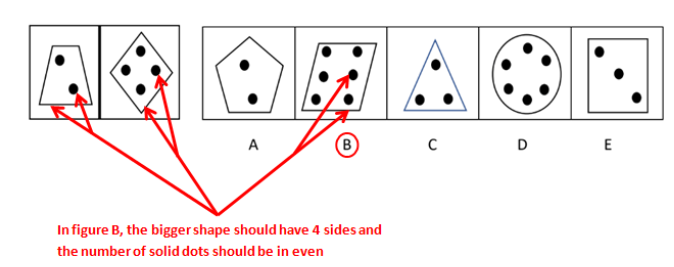 A B C D E
In figure B, the bigger shape should have 4 sides and
the number of solid dots should be in even